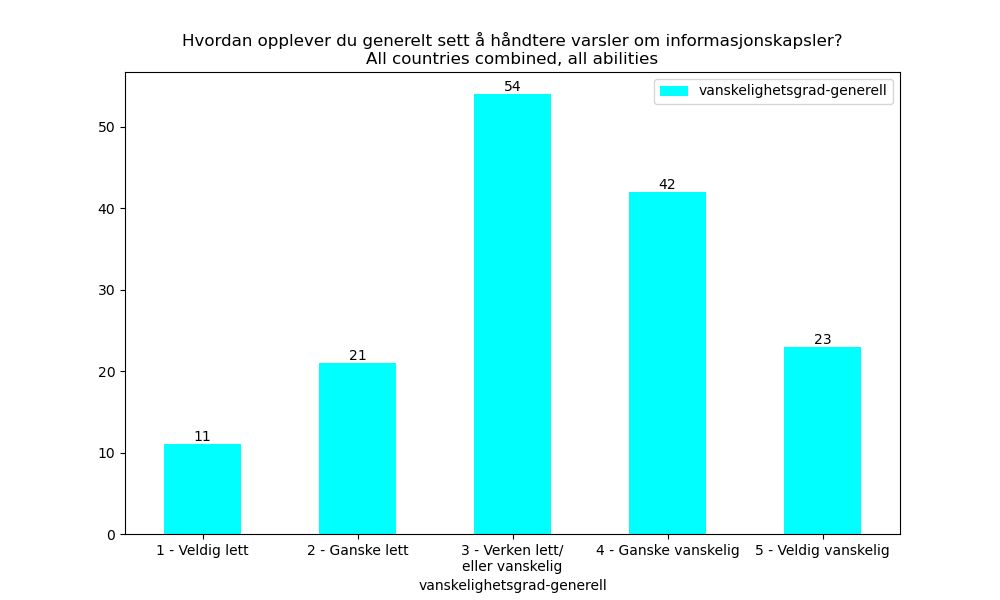 Hvordan opplever du generelt sett å håndtere varsler om informasjonskapsler?
All countries combined, all abilities
vanskelighetsgrad-generell
54
42
23
21
11
50
40
30
20
10
0
1 - Veldig lett
2 - Ganske lett
3 - Verken lett/
eller vanskelig
4 - Ganske vanskelig
5 - Veldig vanskelig
vanskelighetsgrad-generell